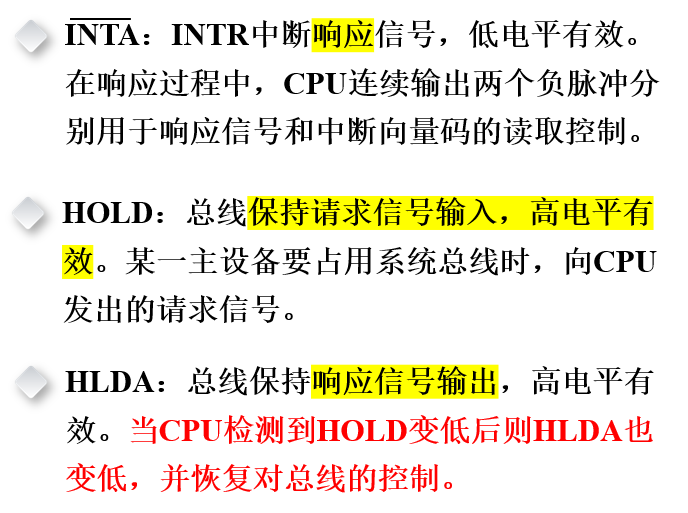 I̅N̅T̅A̅：INTR中断响应信号，低电平有效。
在响应过程中，CPU连续输出两个负脉冲分
别用于响应信号和中断向量码的读取控制。
HOLD：总线保持请求信号输入，高电平有
效。某一主设备要占用系统总线时，向CPU
发出的请求信号。
HLDA：总线保持响应信号输出，高电平有
效。当CPU检测到HOLD变低后则HLDA也
变低，并恢复对总线的控制。